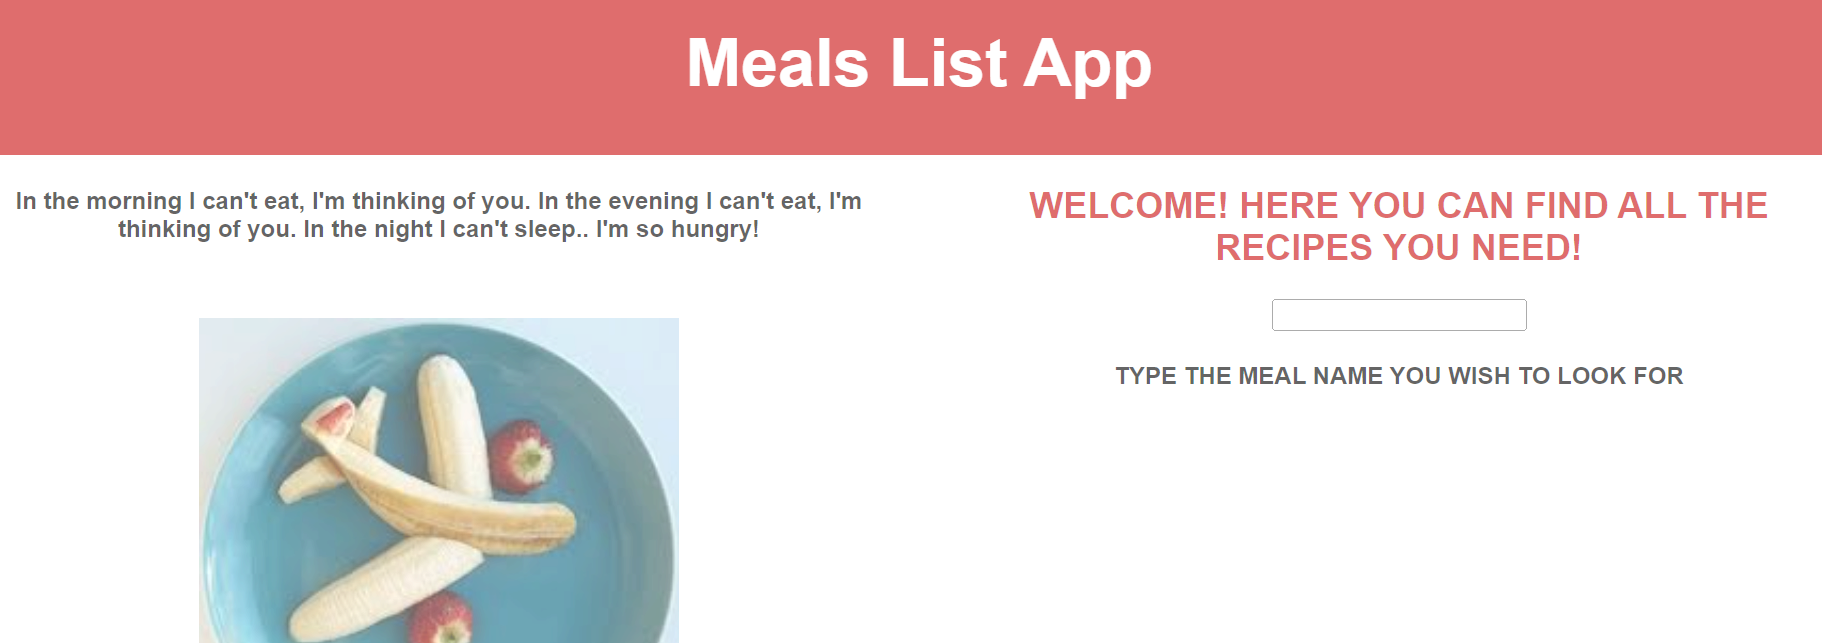 Meals List App
In the morning I can't eat, I'm thinking of you. In the evening I can't eat, I'm
thinking of you. In the night I can't sleep.. I'm so hungry!
WELCOME! HERE YOU CAN FIND ALL THE
RECIPES YOU NEED!
TYPE THE MEAL NAME YOU WISH TO LOOK FOR